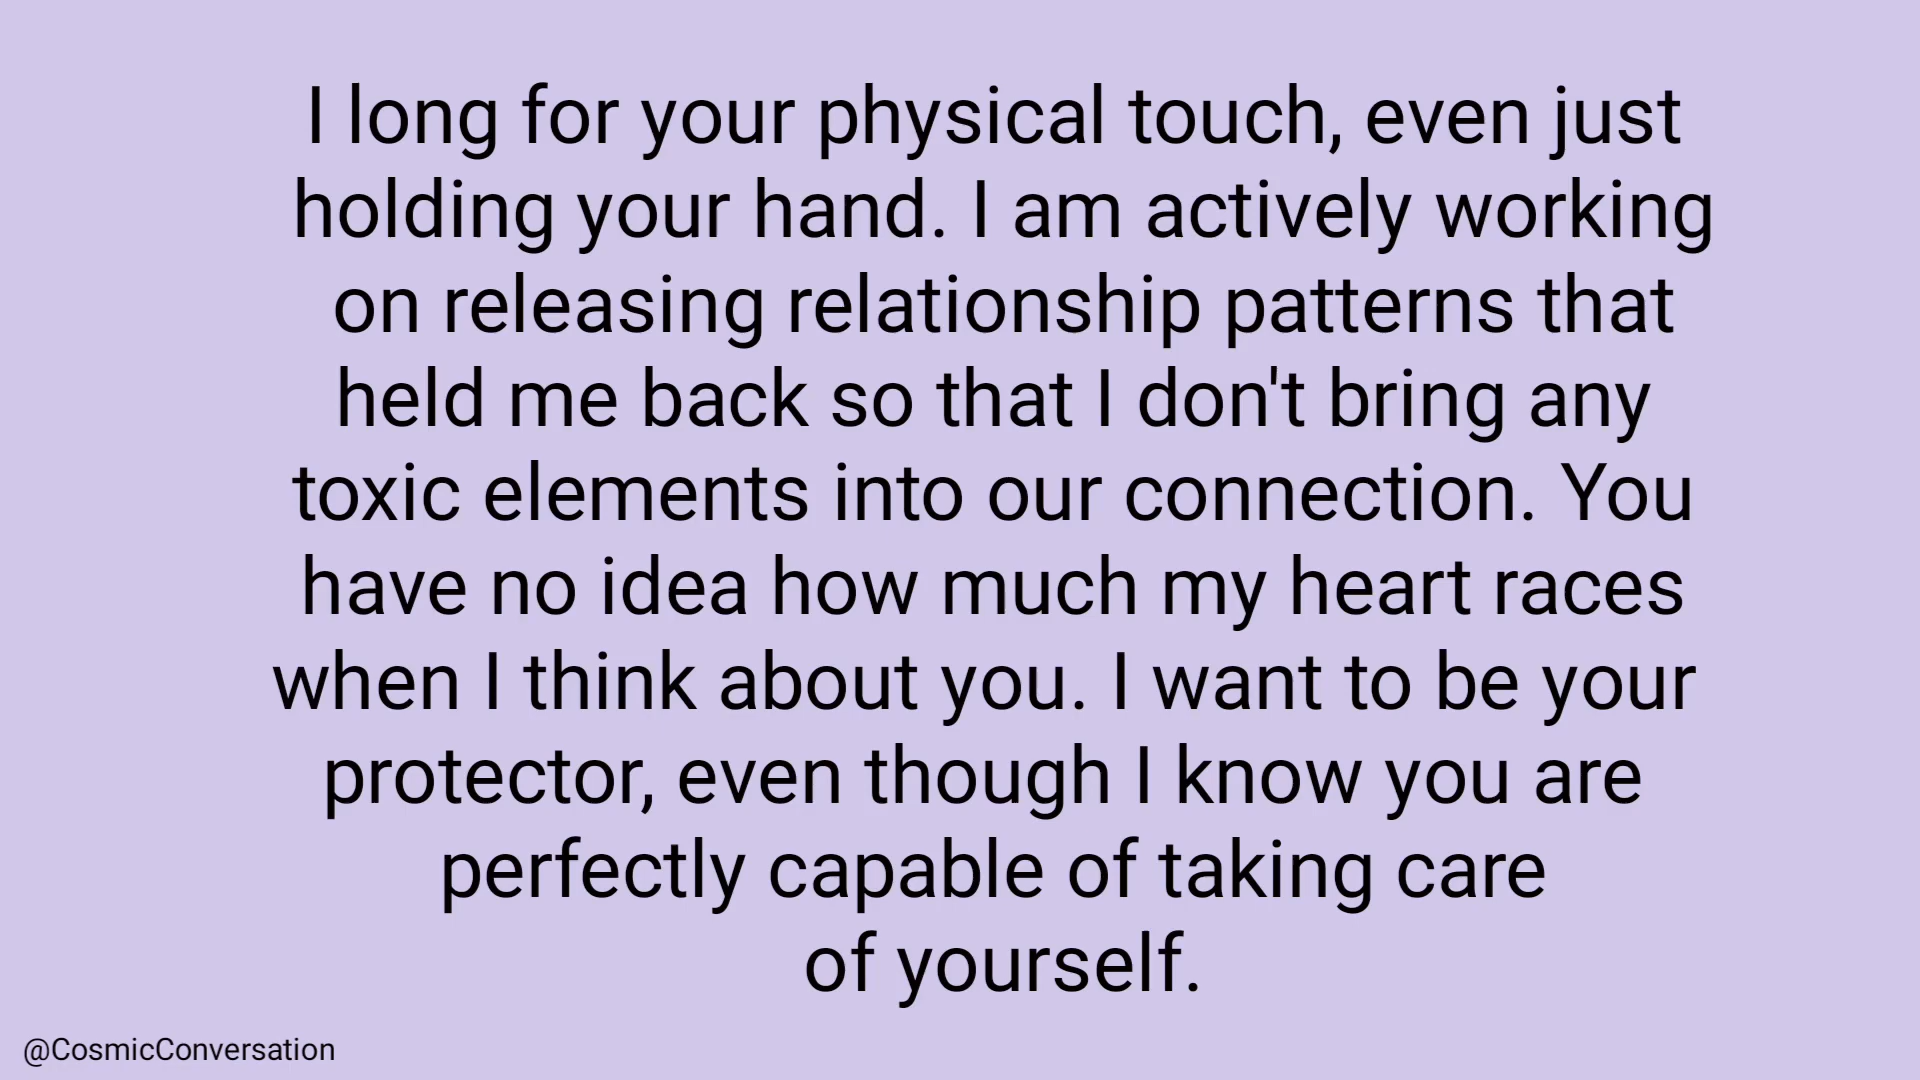 I long for your physical touch, even just
holding your hand. I am actively working
on releasing relationship patterns that
held me back so that I don't bring any
toxic elements into our connection. You
have no idea how much my heart races
when I think about you. I want to be your
protector, even though I know you are
perfectly capable of taking care
of yourself.
@CosmicConversation